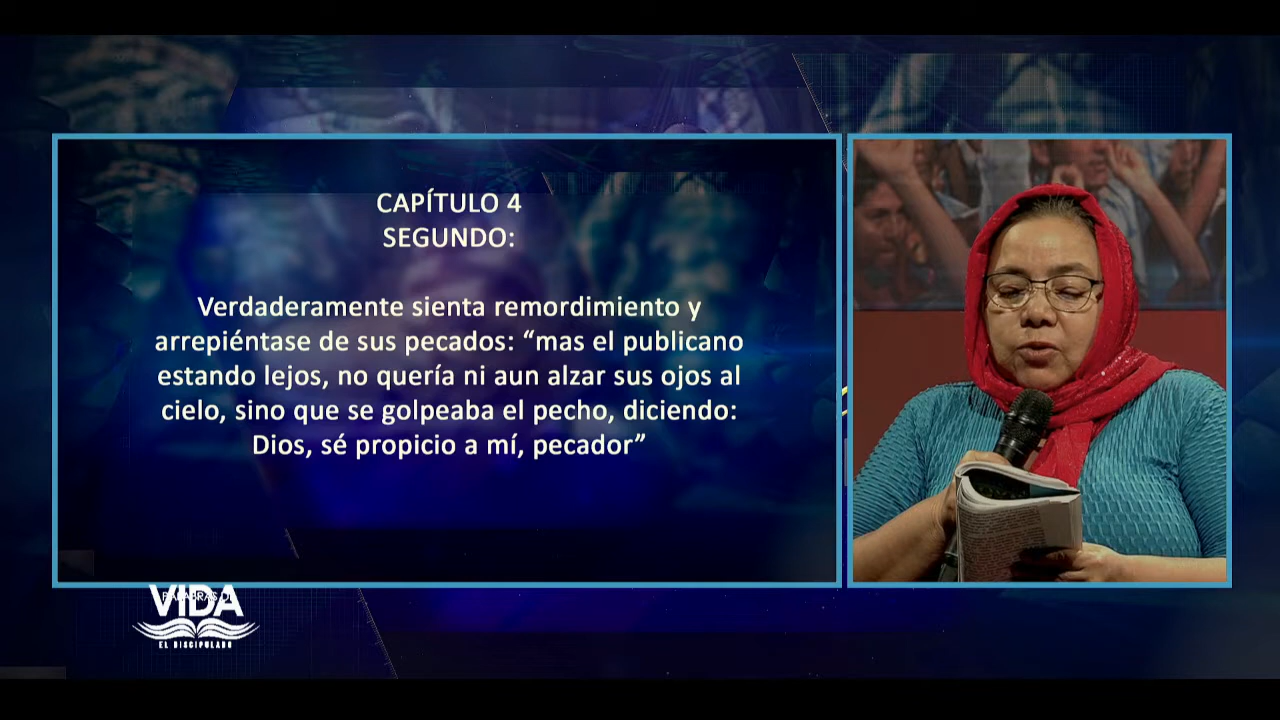 CAPÍTULO 4
SEGUNDO:
Verdaderamente sienta remordimiento y
arrepiéntase de sus pecados: “mas el publicano
estando lejos, no quería ni aun alzar sus ojos al
cielo, sino que se golpeaba el pecho, diciendo:
Dios, sé propicio a mí, pecador”
PALABRAS DE
VIDA
EL DISCIPULADO